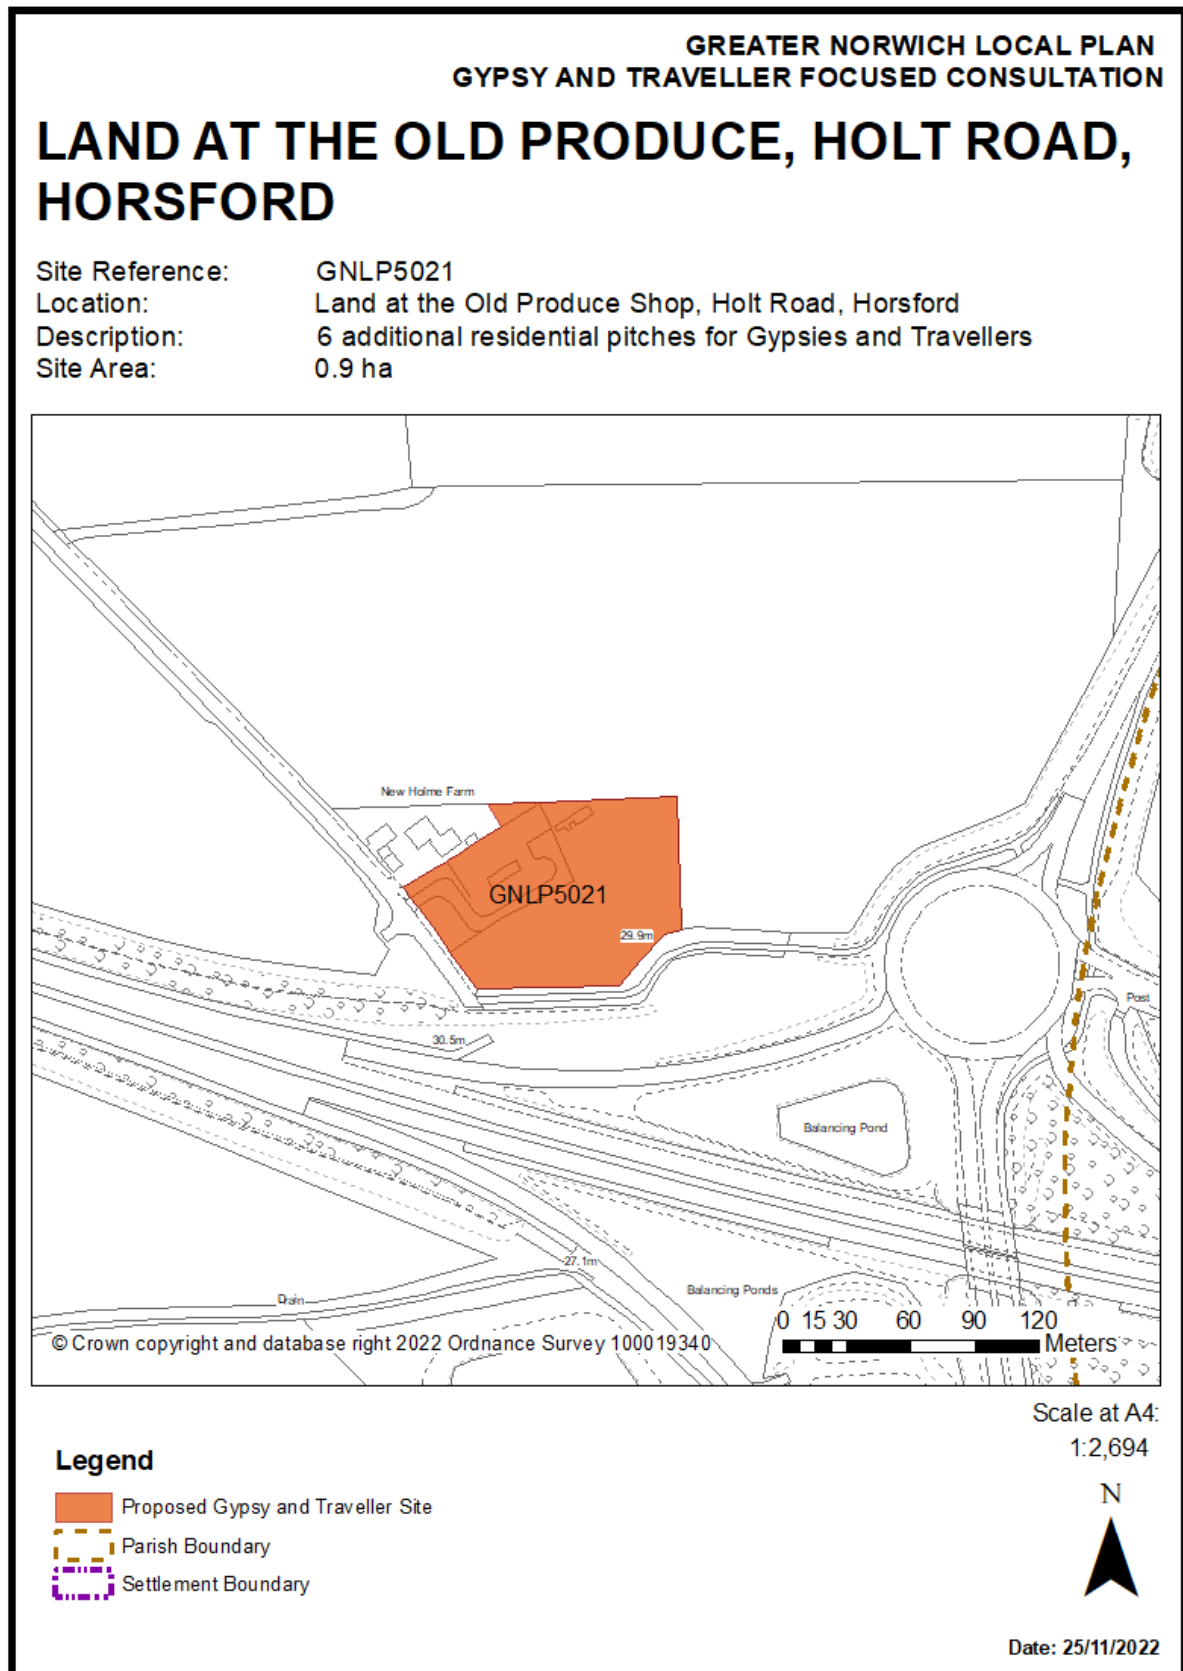 GREATER NORWICH LOCAL PLAN
GYPSY AND TRAVELLER FOCUSED CONSULTATION
LAND AT THE OLD PRODUCE, HOLT ROAD,
HORSFORD
Site Reference: GNLP5021
Location: Land at the Old Produce Shop, Holt Road, Horsford
Description: 6 additional residential pitches for Gypsies and Travellers
Site Area: 0.9 ha
New Holme Farm
GNLP5021
29.9m
Post
30.5m
Balancing Pond
27.1m
Balancing Ponds
Drain
0 15 30 60 90 120
Meters
© Crown copyright and database right 2022 Ordnance Survey 100019340
Scale at A4:
1:2,694
Legend
Proposed Gypsy and Traveller Site
Parish Boundary
Settlement Boundary
N
Date: 25/11/2022